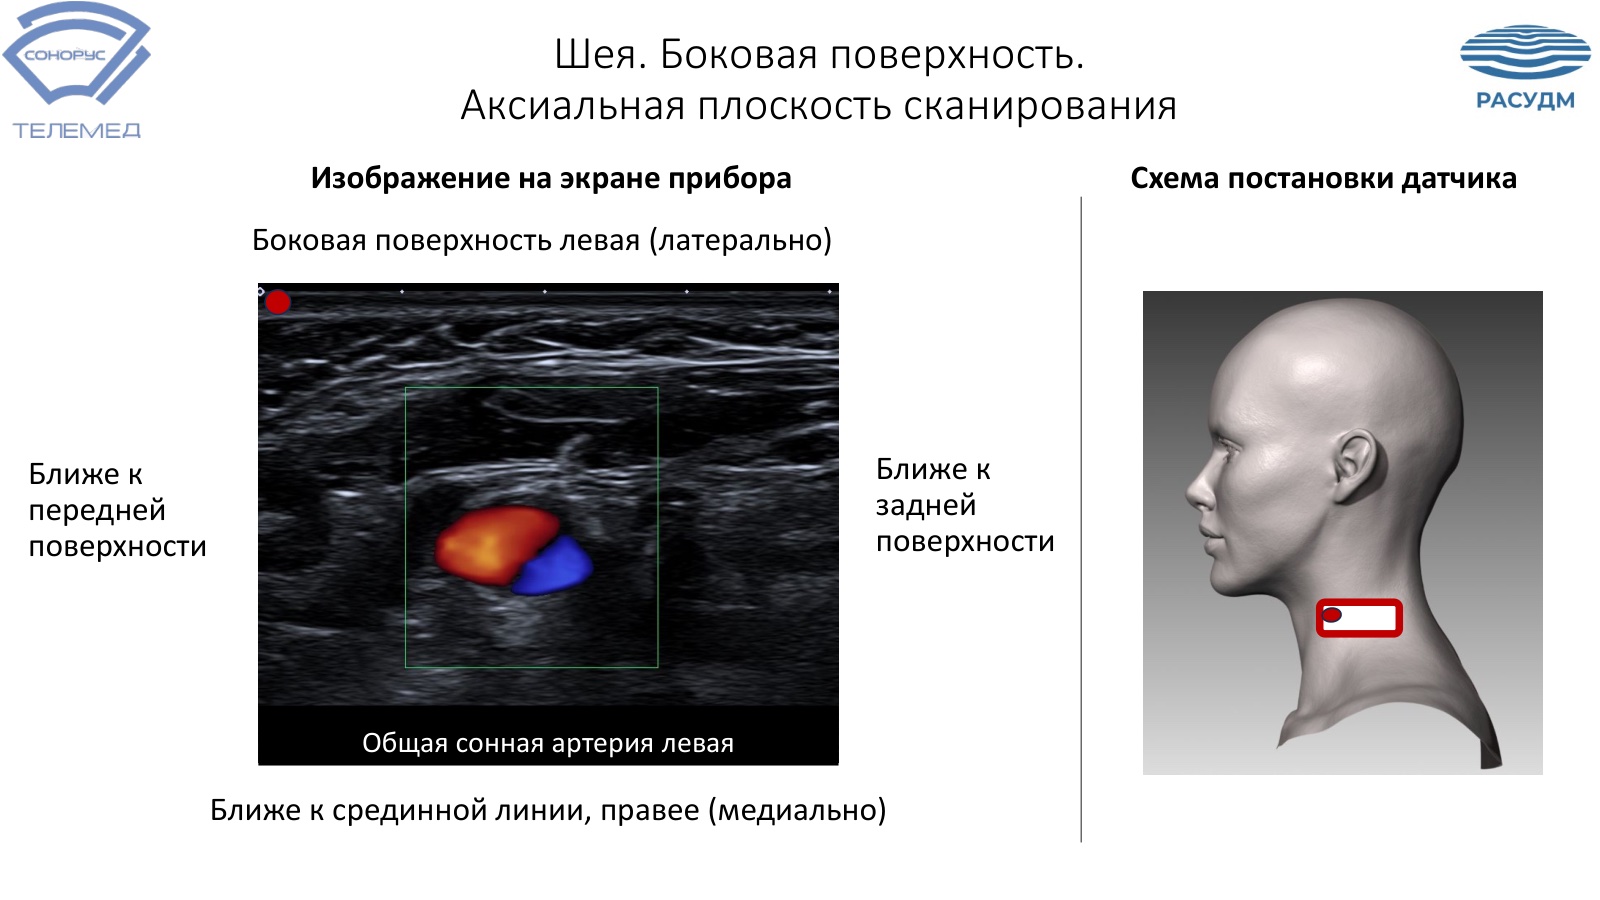 СОНОРУС
ТЕЛЕМЕД
Шея. Боковая поверхность.
Аксиальная плоскость сканирования
РАСУДМ
Изображение на экране прибора
Схема постановки датчика
Боковая поверхность левая (латерально)
Ближе к
передней
поверхности
Ближе к
задней
поверхности
Общая сонная артерия левая
Ближе к срединной линии, правее (медиально)